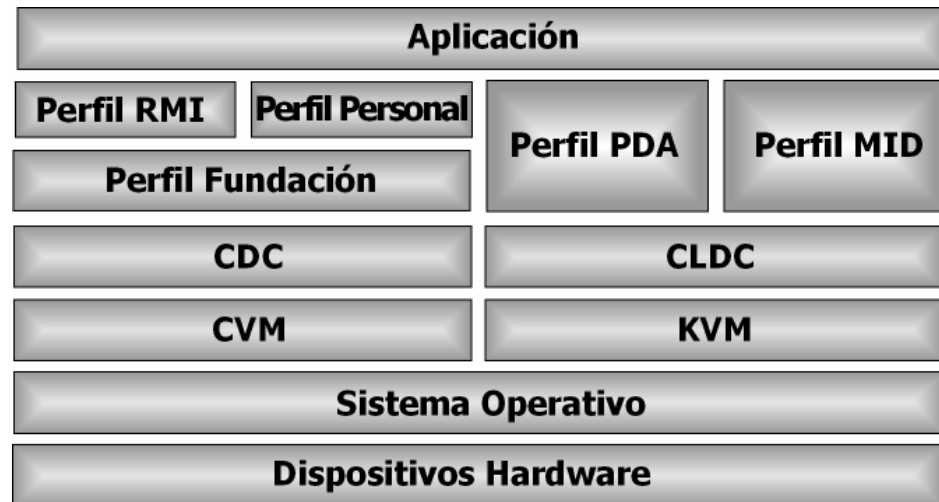 Aplicación
Perfil RMI
Perfil Personal
Perfil PDA
Perfil MID
Perfil Fundación
CDC
CLDC
CVM
KVM
Sistema Operativo
Dispositivos Hardware